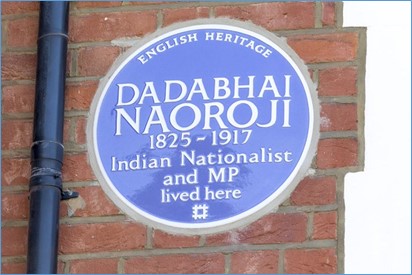 ENGLISH HERITAGE
DADABHAI
NAOROJI
1825-1917
Indian Nationalist
and MP
lived here